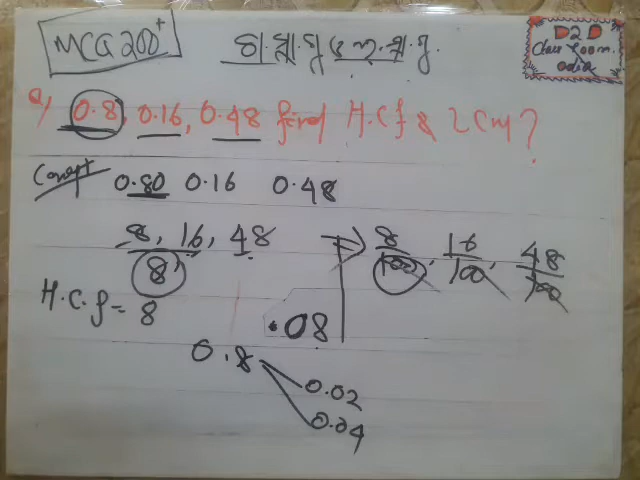 MCQ 200+
D2D
Class room.
odia
Q) 0.8, 0.16, 0.48 find H.C.f & LCM?
Concept 0.80 0.16 0.48
8, 16, 48 ⇒ 8/100, 16/100, 48/100
8
H.C.f = 8
.08
0.8
0.02
0.04